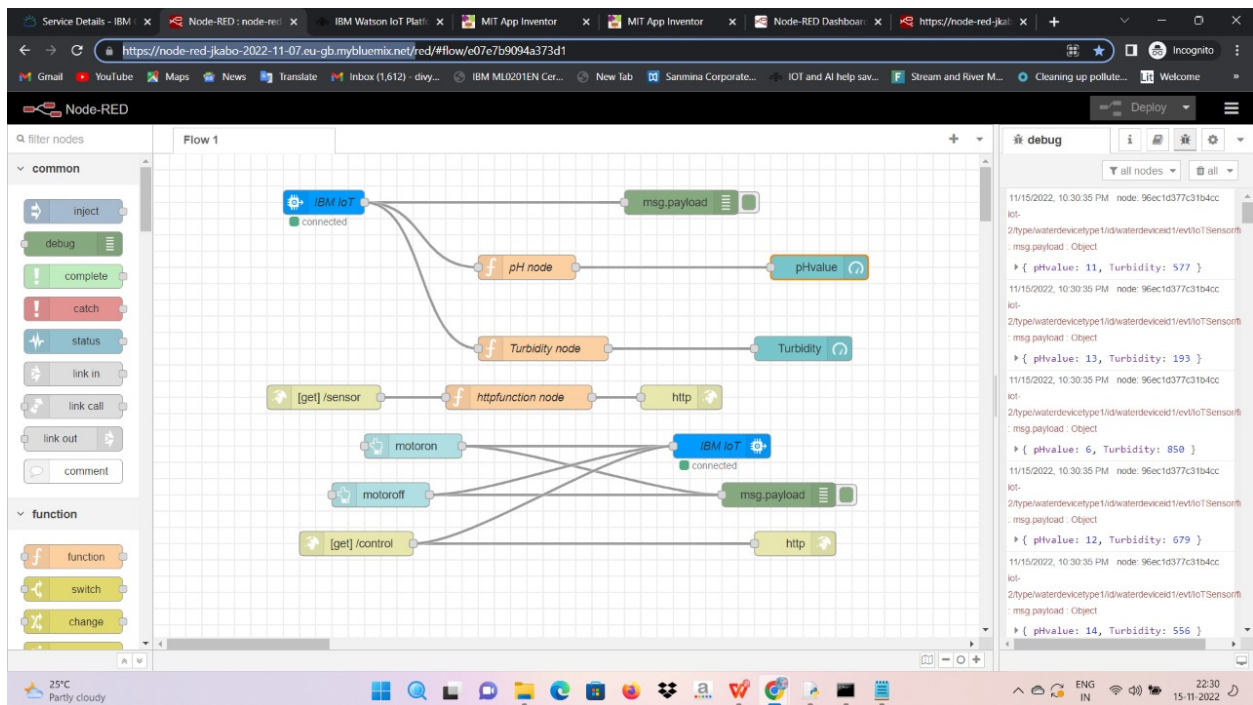 Service Details - IBM
Node-RED : node-red
IBM Watson IoT Platfo
MIT App Inventor
MIT App Inventor
Node-RED Dashboard
https://node-red-jkab
https://node-red-jkabo-2022-11-07.eu-gb.mybluemix.net/red/#flow/e07e7b9094a373d1
Incognito
Gmail YouTube Maps News Translate Inbox (1,612) - divy... IBM ML0201EN Cer... New Tab Sanmina Corporate... IOT and AI help sav... Stream and River M... Cleaning up pollute... Lit Welcome »
Node-RED
Deploy
filter nodes
Flow 1
debug
i
common
all nodes
all
inject
debug
complete
catch
status
link in
link call
link out
comment
function
function
switch
change
IBM IoT
connected
msg.payload
f pH node
pHvalue
f Turbidity node
Turbidity
[get] /sensor
f httpfunction node
http
motoron
IBM IoT
connected
motoroff
msg.payload
[get] /control
http
11/15/2022, 10:30:35 PM node: 96ec1d377c31b4cc
iot-
2/type/waterdevicetype1/id/waterdeviceid1/evt/IoTSensor/f
: msg.payload : Object
{ pHvalue: 11, Turbidity: 577 }
11/15/2022, 10:30:35 PM node: 96ec1d377c31b4cc
iot-
2/type/waterdevicetype1/id/waterdeviceid1/evt/IoTSensor/f
: msg.payload : Object
{ pHvalue: 13, Turbidity: 193 }
11/15/2022, 10:30:35 PM node: 96ec1d377c31b4cc
iot-
2/type/waterdevicetype1/id/waterdeviceid1/evt/IoTSensor/f
: msg.payload : Object
{ pHvalue: 6, Turbidity: 850 }
11/15/2022, 10:30:35 PM node: 96ec1d377c31b4cc
iot-
2/type/waterdevicetype1/id/waterdeviceid1/evt/IoTSensor/f
: msg.payload : Object
{ pHvalue: 12, Turbidity: 679 }
11/15/2022, 10:30:35 PM node: 96ec1d377c31b4cc
iot-
2/type/waterdevicetype1/id/waterdeviceid1/evt/IoTSensor/f
: msg.payload : Object
{ pHvalue: 14, Turbidity: 556 }
25°C
Partly cloudy
ENG
IN
22:30
15-11-2022